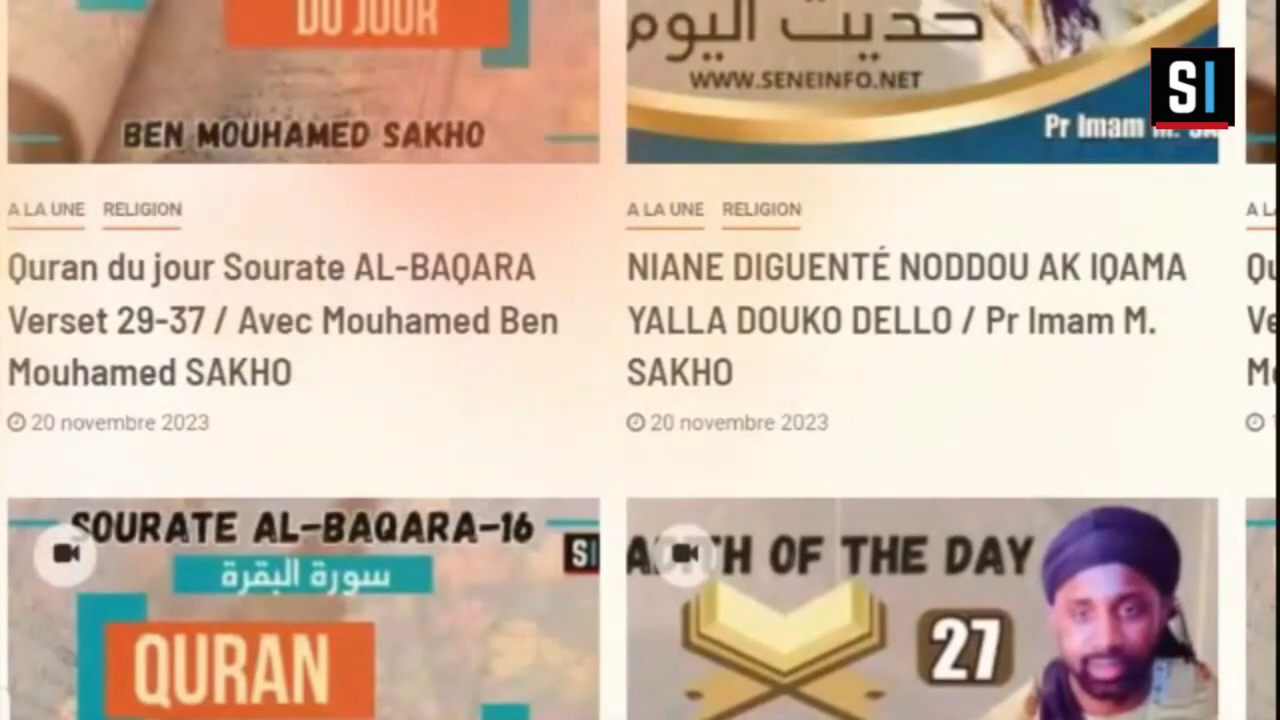 DU JOUR
BEN MOUHAMED SAKHO
حديث اليوم
WWW.SENEINFO.NET
Pr Imam M.
SI
A LA UNE RELIGION
Quran du jour Sourate AL-BAQARA
Verset 29-37 / Avec Mouhamed Ben
Mouhamed SAKHO
20 novembre 2023
A LA UNE RELIGION
NIANE DIGUENTÉ NODDOU AK IQAMA
YALLA DOUKO DELLO / Pr Imam M.
SAKHO
20 novembre 2023
SOURATE AL-BAQARA-16
سورة البقرة
SI
QURAN
OF THE DAY
27